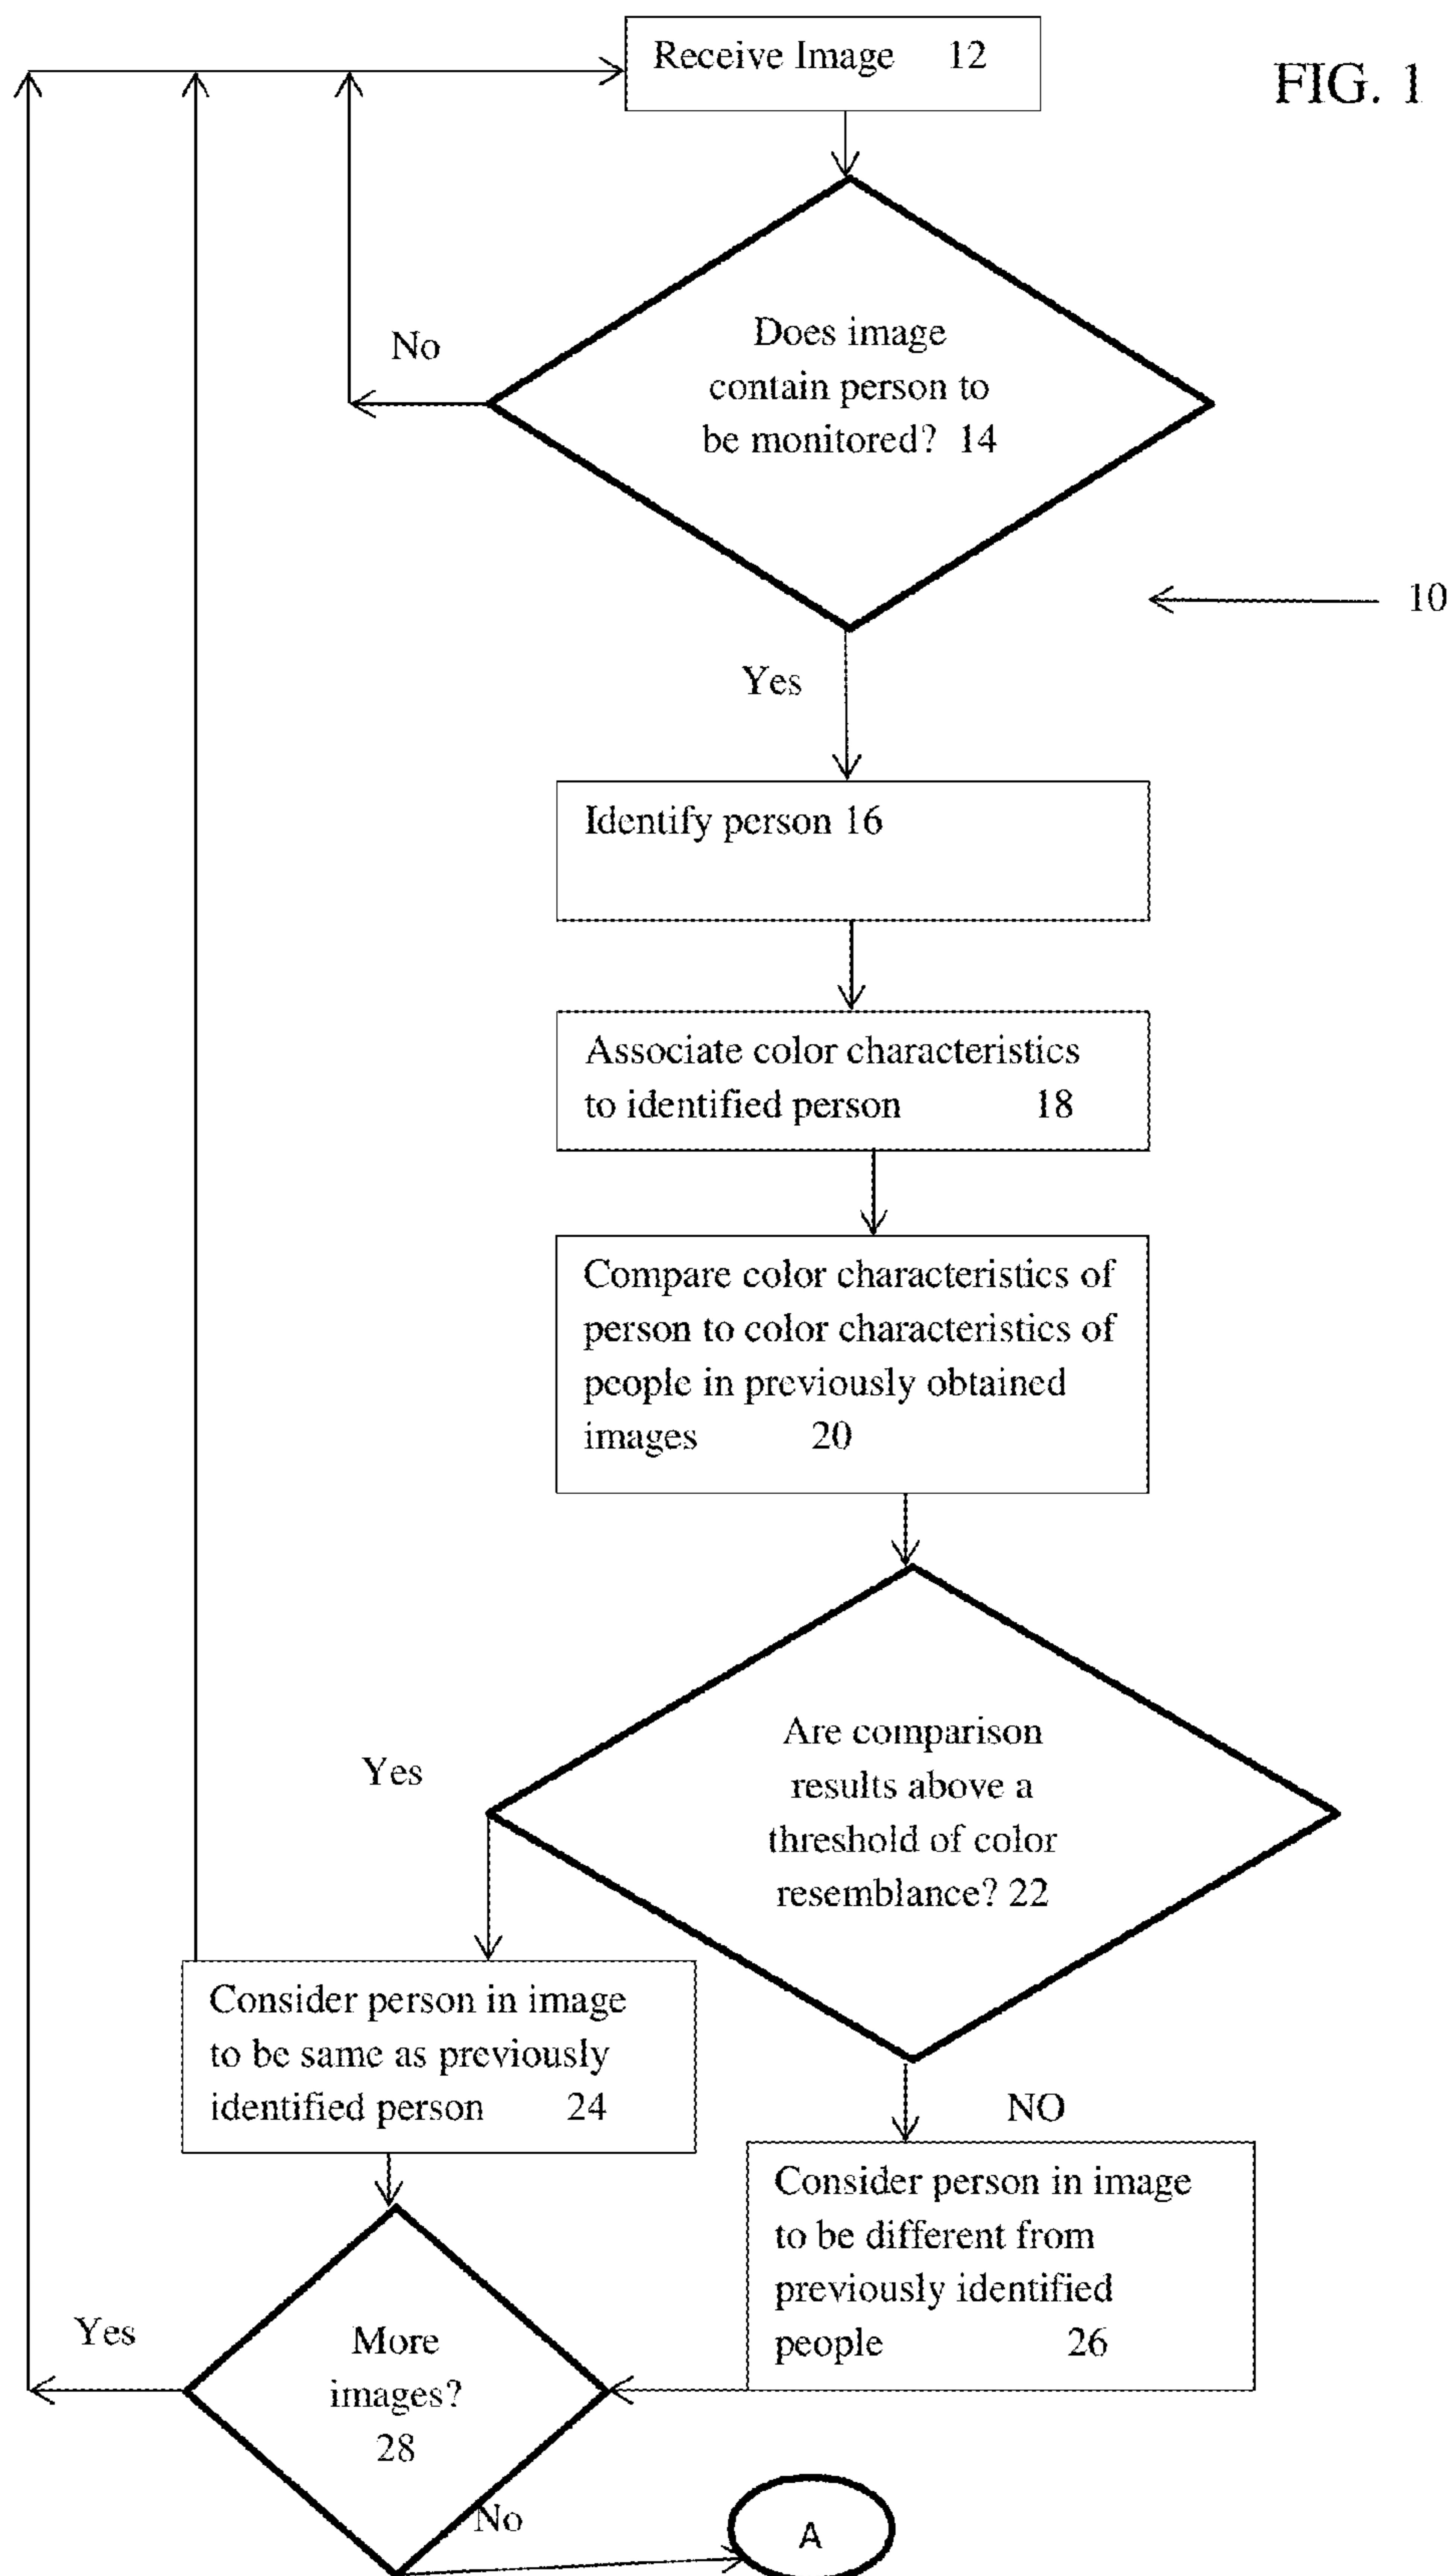 Receive Image 12
FIG. 1
No
Does image
contain person to
be monitored? 14
10
Yes
Identify person 16
Associate color characteristics
to identified person 18
Compare color characteristics of
person to color characteristics of
people in previously obtained
images 20
Yes
Are comparison
results above a
threshold of color
resemblance? 22
Consider person in image
to be same as previously
identified person 24
NO
Consider person in image
to be different from
previously identified
people 26
Yes
More
images?
28
No
A